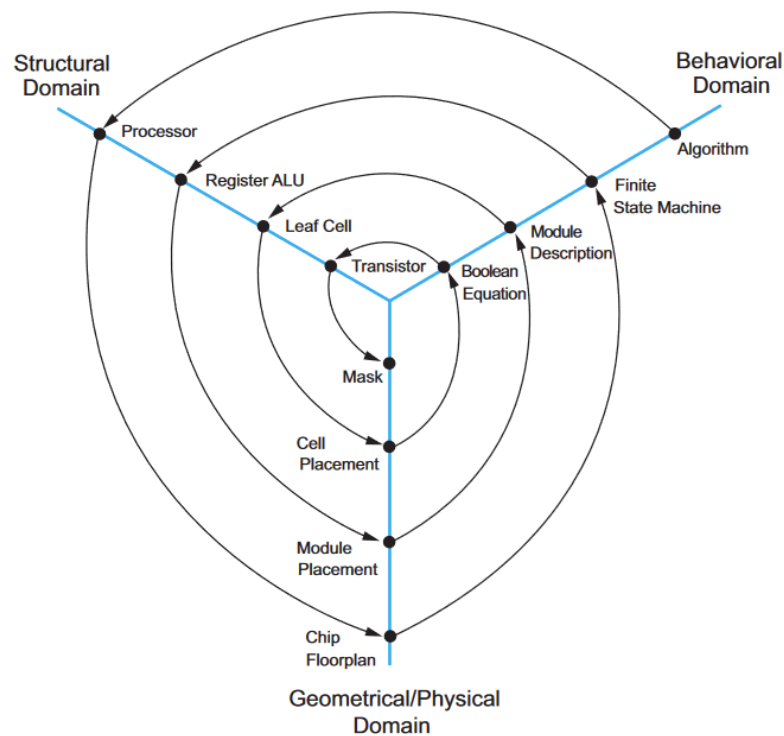 Structural
Domain
Behavioral
Domain
Processor
Algorithm
Register ALU
Finite
State Machine
Leaf Cell
Module
Description
Transistor
Boolean
Equation
Mask
Cell
Placement
Module
Placement
Chip
Floorplan
Geometrical/Physical
Domain